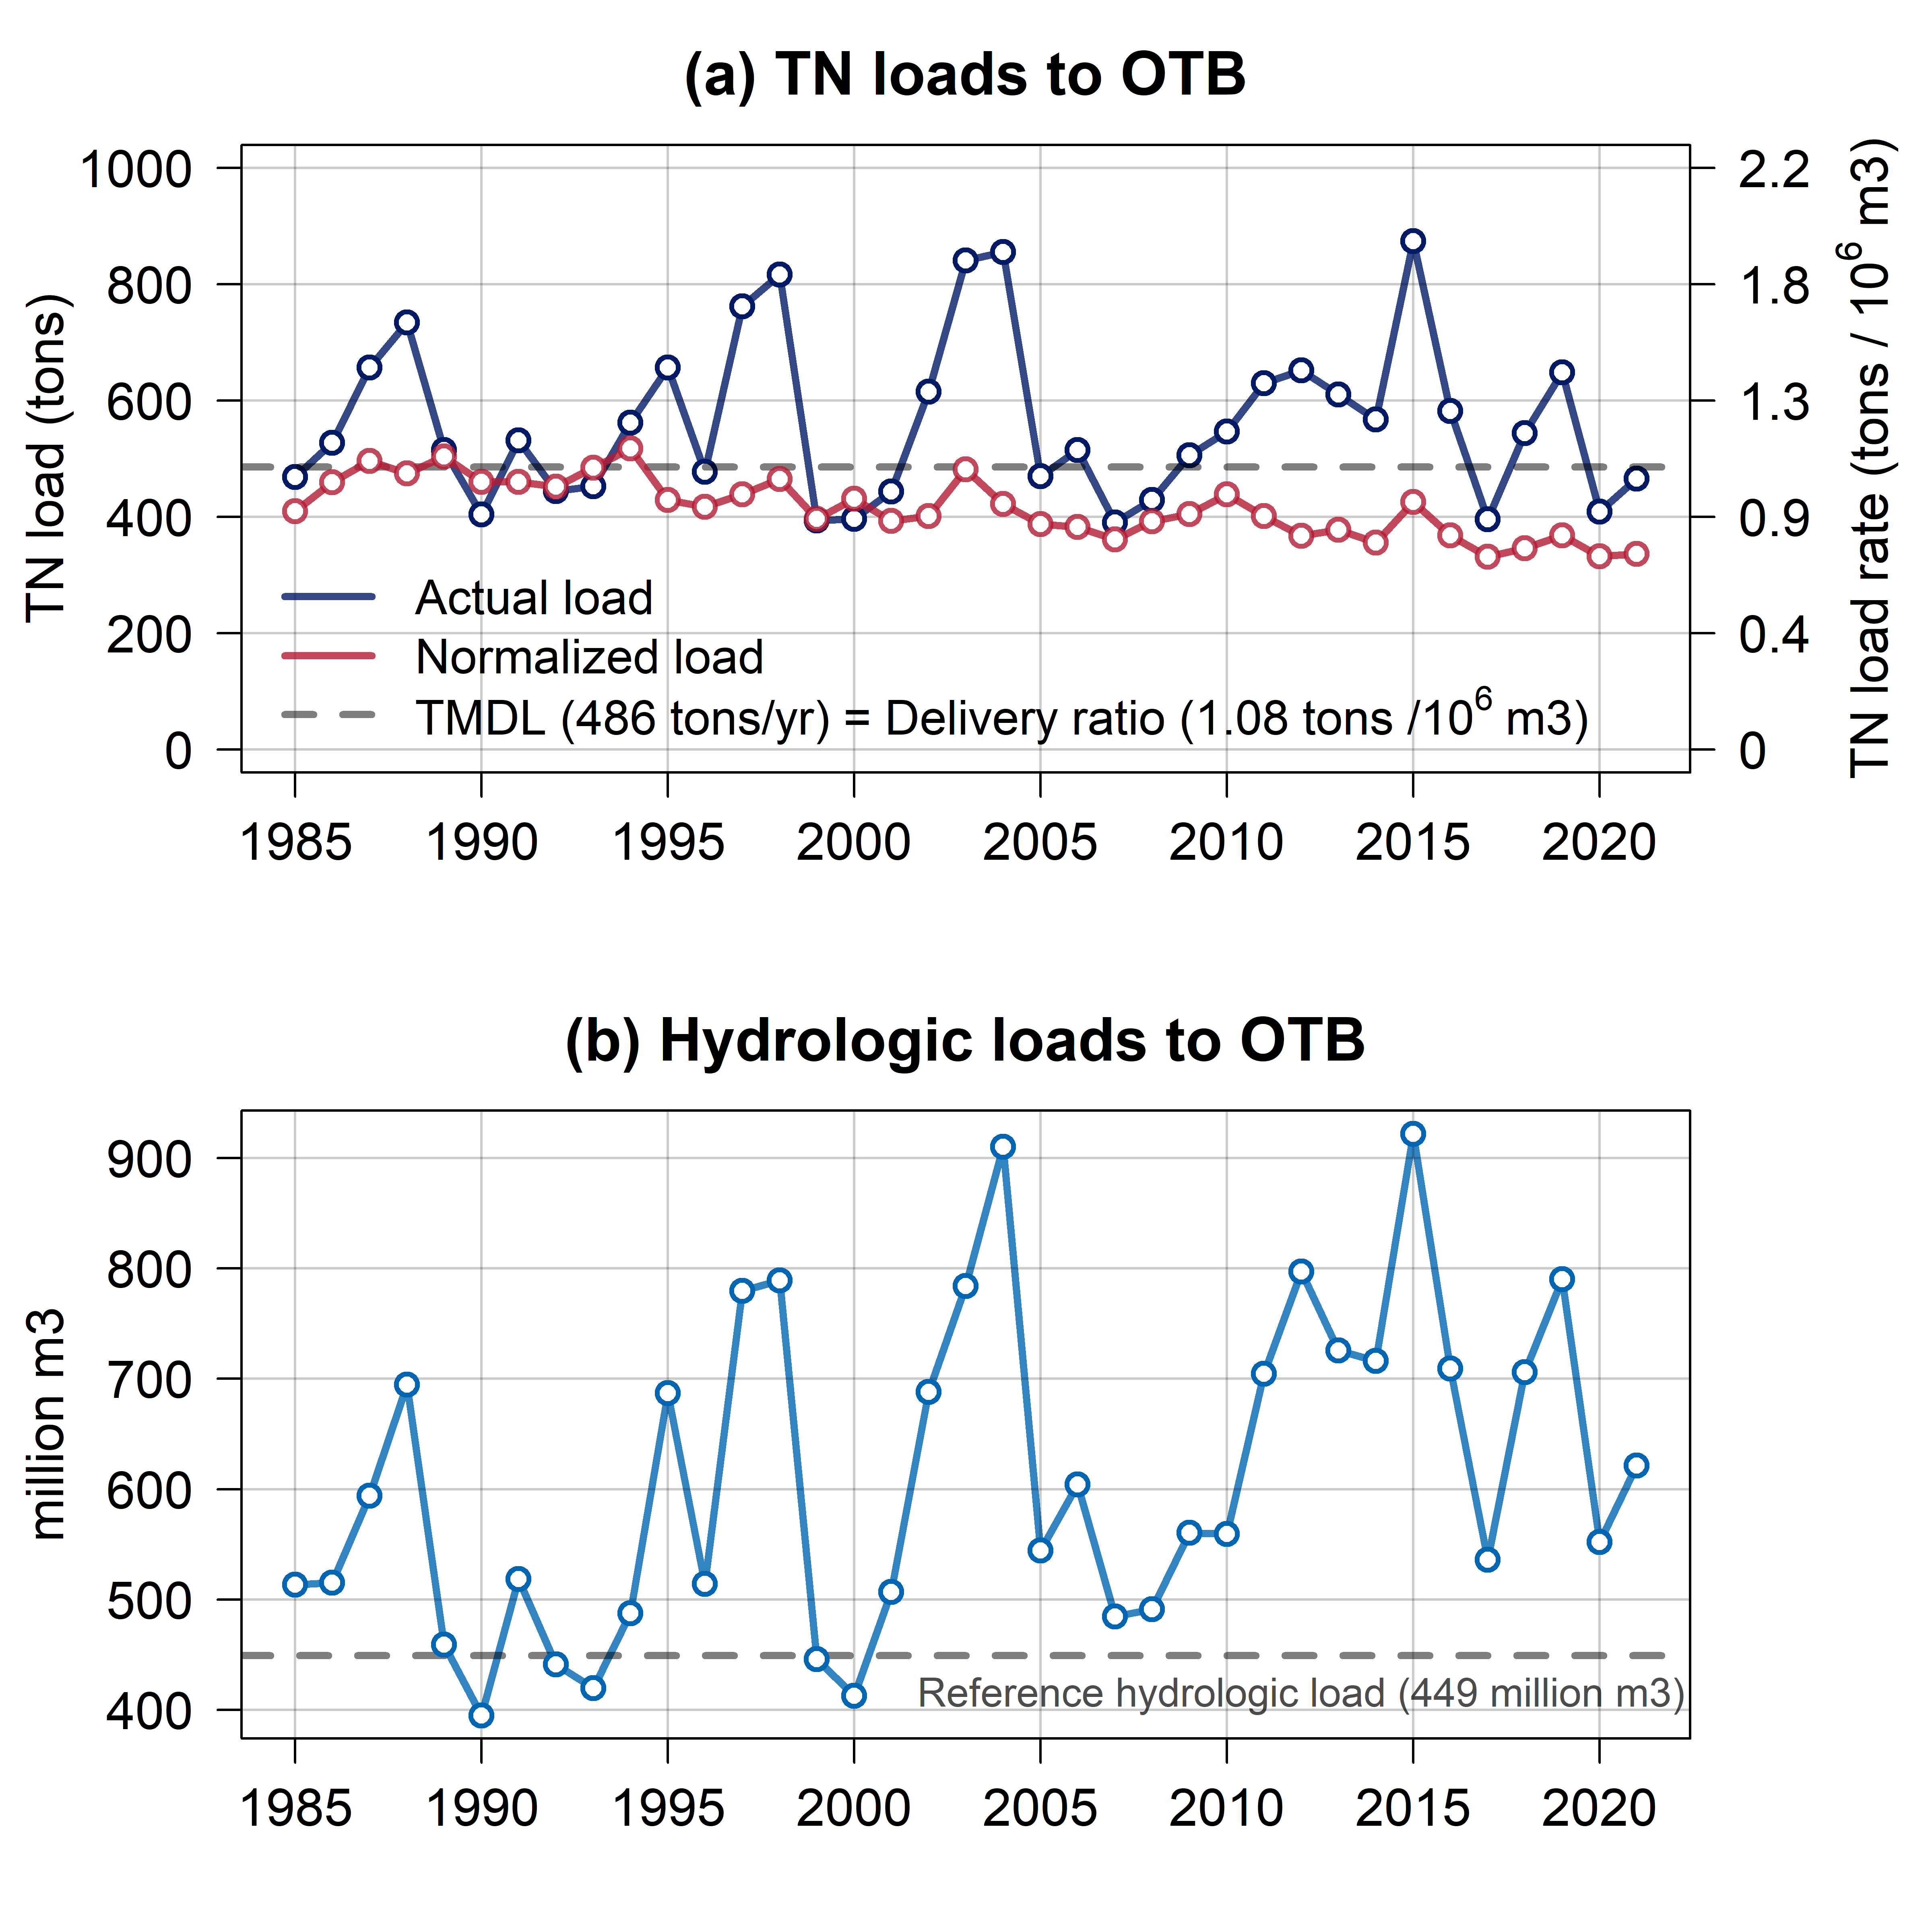 (a) TN loads to OTB
TN load (tons)
1000
800
600
400
200
0
2.2
1.8
1.3
0.9
0.4
0
TN load rate (tons / 10⁶ m3)
Actual load
Normalized load
TMDL (486 tons/yr) = Delivery ratio (1.08 tons /10⁶ m3)
1985 1990 1995 2000 2005 2010 2015 2020
(b) Hydrologic loads to OTB
million m3
900
800
700
600
500
400
Reference hydrologic load (449 million m3)
1985 1990 1995 2000 2005 2010 2015 2020